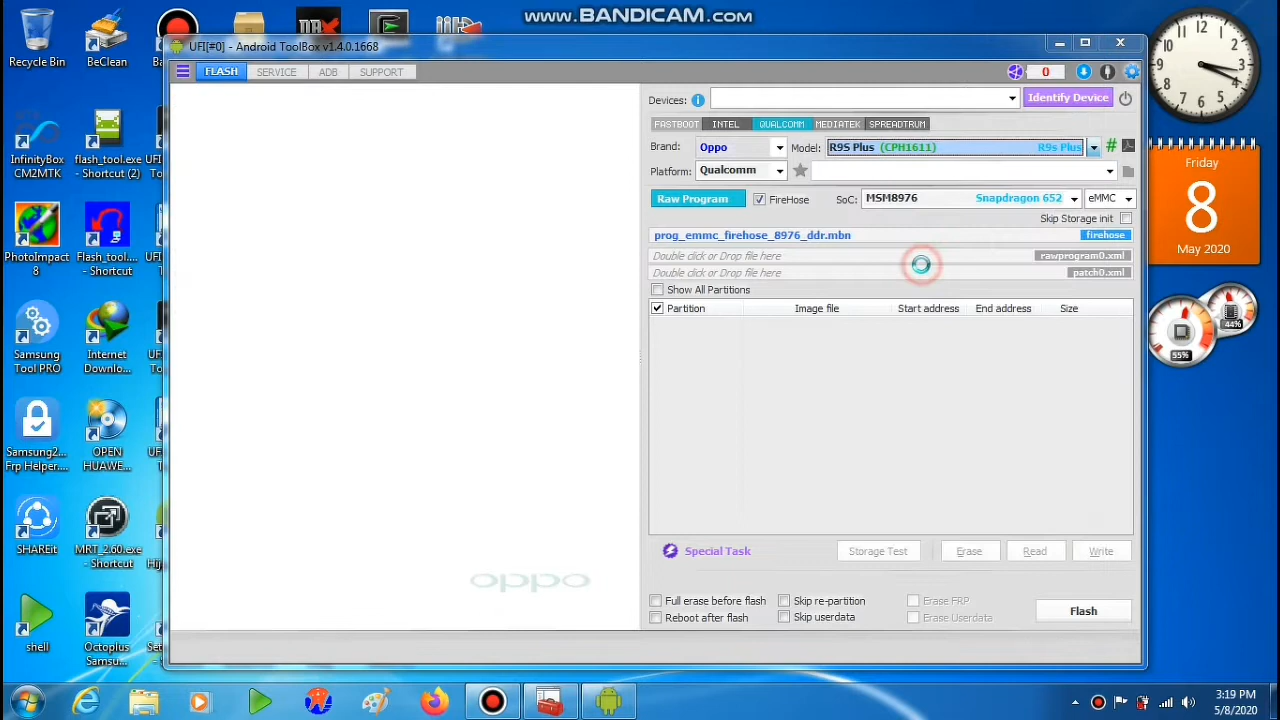 www.BANDICAM.com
Recycle Bin
BeClean
UFI[#0] - Android ToolBox v1.4.0.1668
FLASH SERVICE ADB SUPPORT
0
Devices:
Identify Device
FASTBOOT INTEL QUALCOMM MEDIATEK SPREADTRUM
Brand: Oppo Model: R9S Plus (CPH1611) R9s Plus #
Platform: Qualcomm
Raw Program FireHose SoC: MSM8976 Snapdragon 652 eMMC
Skip Storage init
prog_emmc_firehose_8976_ddr.mbn firehose
Double click or Drop file here rawprogram0.xml
Double click or Drop file here patch0.xml
Show All Partitions
Partition Image file Start address End address Size
Special Task Storage Test Erase Read Write
oppo
Full erase before flash Skip re-partition Erase FRP
Reboot after flash Skip userdata Erase Userdata
Flash
InfinityBox
CM2MTK
flash_tool.exe
- Shortcut (2)
PhotoImpact
8
Flash_tool....
- Shortcut
Samsung
Tool PRO
Internet
Downlo...
Samsung2...
Frp Helper....
OPEN
HUAWE...
SHAREit
MRT_2.60.exe
- Shortcut
shell
Octoplus
Samsu...
Friday
8
May 2020
55%
44%
3:19 PM
5/8/2020